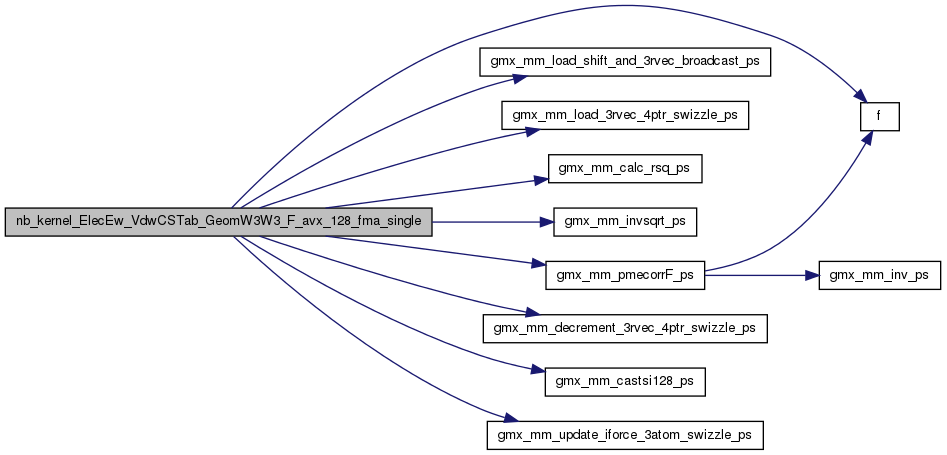 gmx_mm_load_shift_and_3rvec_broadcast_ps
gmx_mm_load_3rvec_4ptr_swizzle_ps
f
gmx_mm_calc_rsq_ps
nb_kernel_ElecEw_VdwCSTab_GeomW3W3_F_avx_128_fma_single
gmx_mm_invsqrt_ps
gmx_mm_pmecorrF_ps
gmx_mm_inv_ps
gmx_mm_decrement_3rvec_4ptr_swizzle_ps
gmx_mm_castsi128_ps
gmx_mm_update_iforce_3atom_swizzle_ps